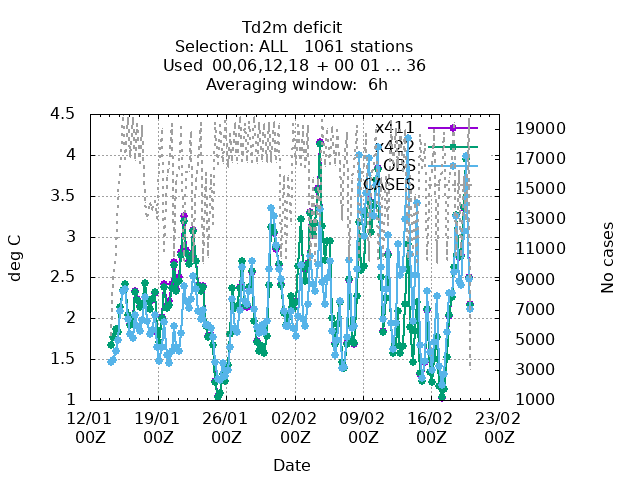 Td2m deficit
Selection: ALL   1061 stations
Used  00,06,12,18  + 00 01 ... 36
Averaging window:  6h
4.5
4
3.5
3
2.5
2
1.5
1
deg C
19000
17000
15000
13000
11000
9000
7000
5000
3000
1000
No cases
x411
x422
OBS
CASES
12/01 19/01 26/01 02/02 09/02 16/02 23/02
00Z 00Z 00Z 00Z 00Z 00Z 00Z
Date